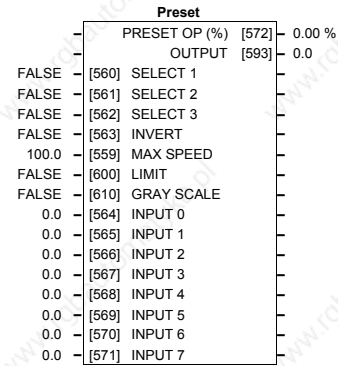 Preset
PRESET OP (%) [572] – 0.00 %
OUTPUT [593] – 0.0
FALSE – [560] SELECT 1 –
FALSE – [561] SELECT 2 –
FALSE – [562] SELECT 3 –
FALSE – [563] INVERT –
100.0 – [559] MAX SPEED –
FALSE – [600] LIMIT –
FALSE – [610] GRAY SCALE –
0.0 – [564] INPUT 0 –
0.0 – [565] INPUT 1 –
0.0 – [566] INPUT 2 –
0.0 – [567] INPUT 3 –
0.0 – [568] INPUT 4 –
0.0 – [569] INPUT 5 –
0.0 – [570] INPUT 6 –
0.0 – [571] INPUT 7 –